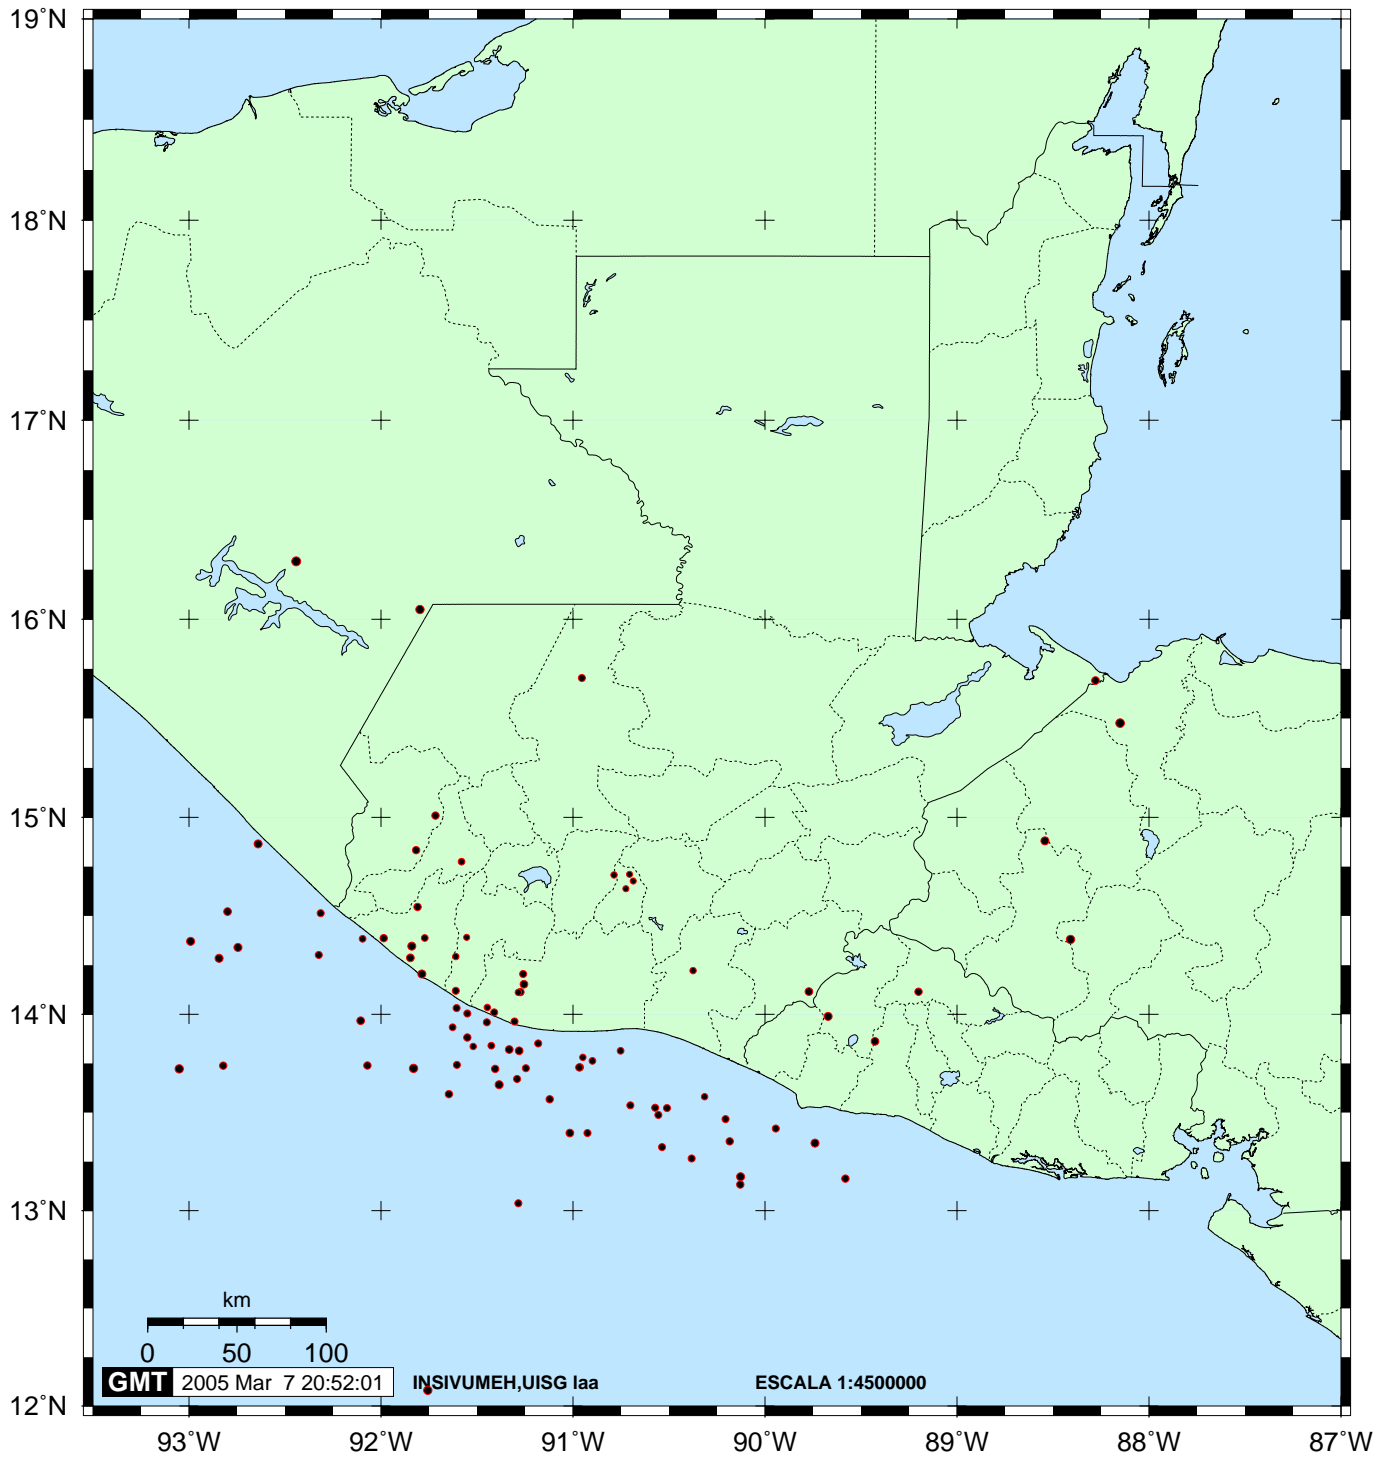 19°N
18°N
17°N
16°N
15°N
14°N
13°N
km
0 50 100
GMT 2005 Mar 7 20:52:01 INSIVUMEH,UISG laa ESCALA 1:4500000
12°N
93°W 92°W 91°W 90°W 89°W 88°W 87°W